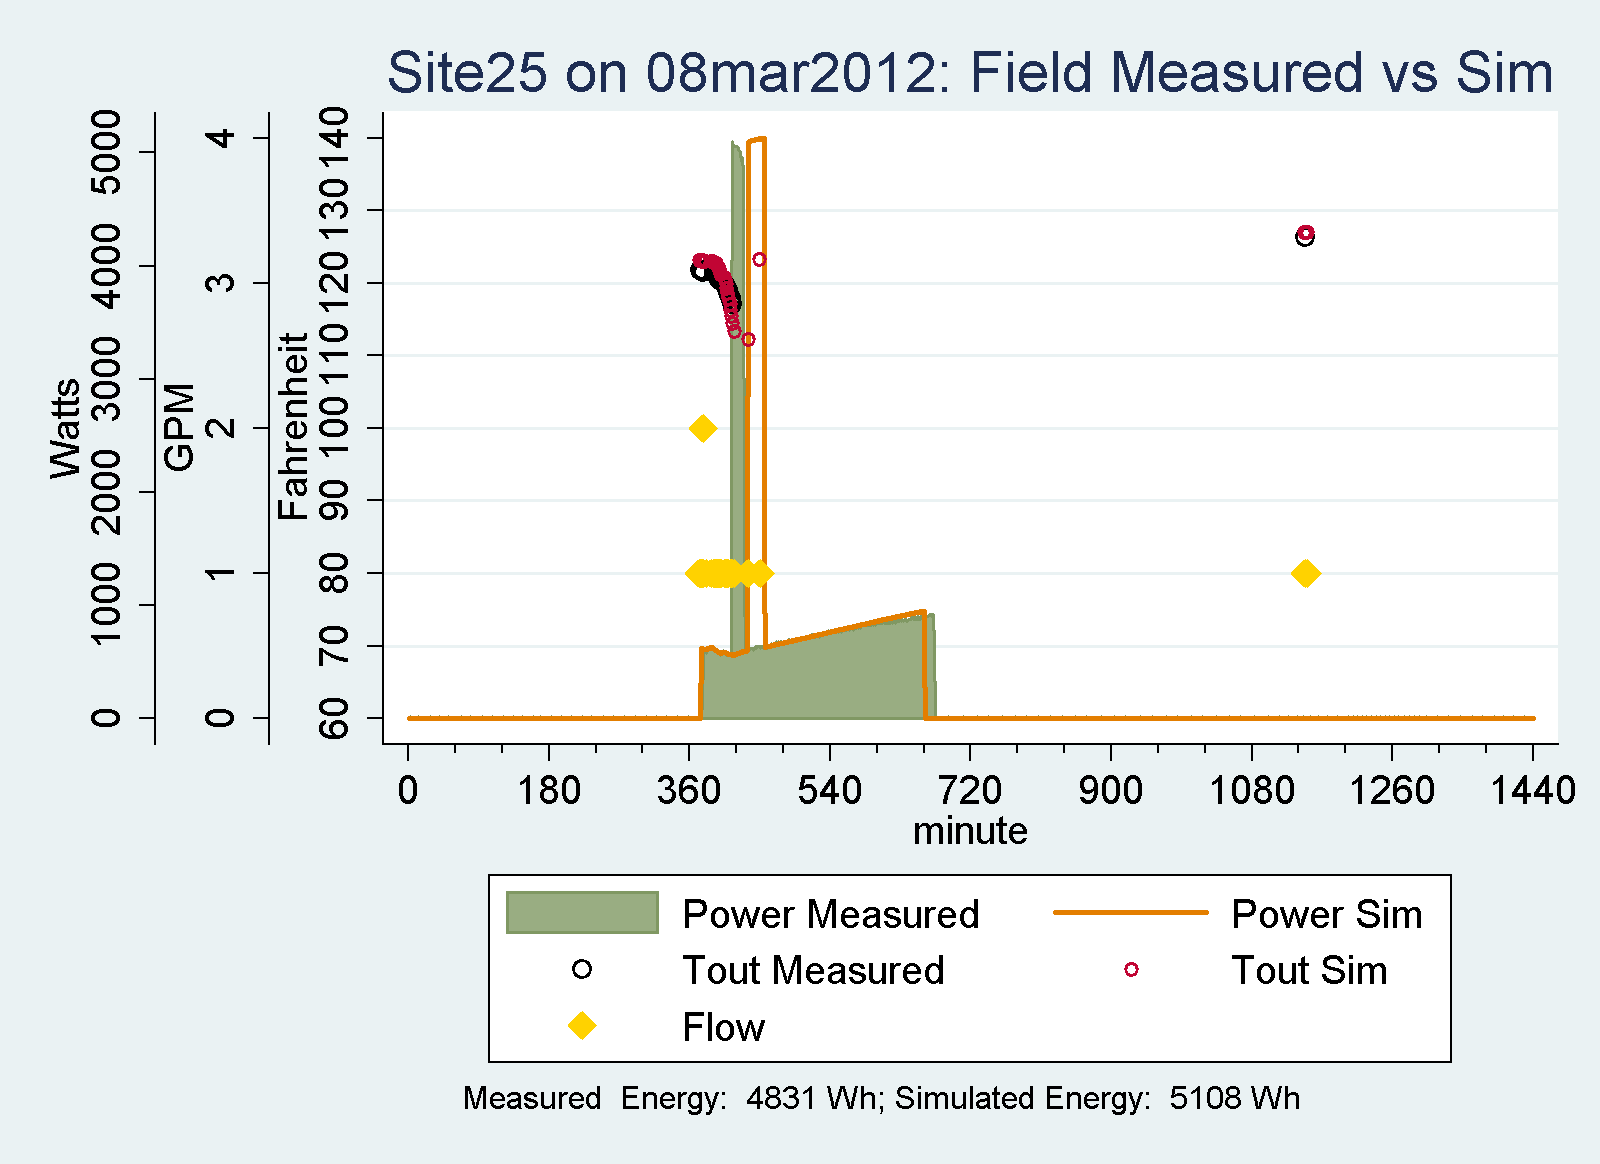 Site25 on 08mar2012: Field Measured vs Sim
Watts
0 1000 2000 3000 4000 5000
GPM
0 1 2 3 4
Fahrenheit
60 70 80 90 100 110 120 130 140
0 180 360 540 720 900 1080 1260 1440
minute
Power Measured Power Sim
Tout Measured Tout Sim
Flow
Measured Energy: 4831 Wh; Simulated Energy: 5108 Wh